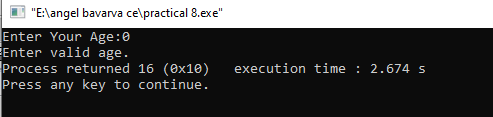 "E:\angel bavarva ce\practical 8.exe"
Enter Your Age:0
Enter valid age.
Process returned 16 (0x10)   execution time : 2.674 s
Press any key to continue.